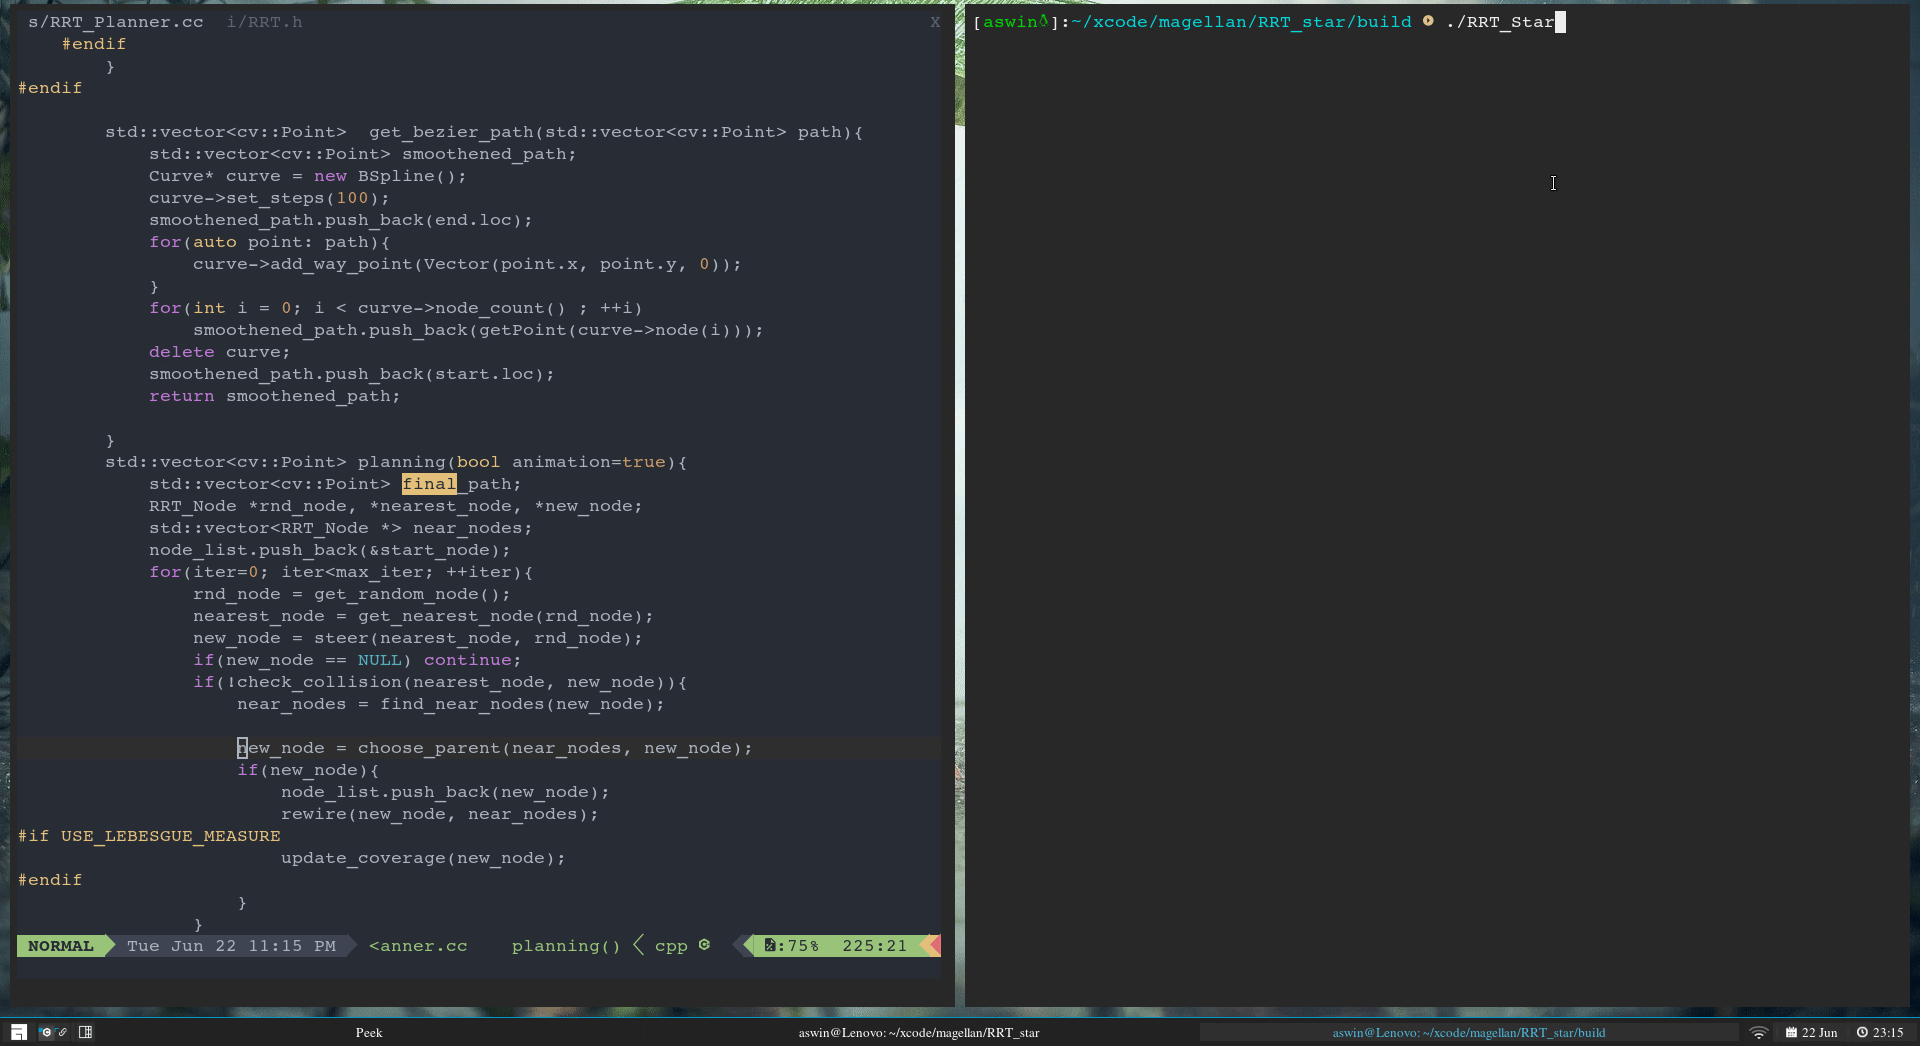 s/RRT_Planner.cc  i/RRT.h X
    #endif
        }
#endif
        std::vector<cv::Point>  get_bezier_path(std::vector<cv::Point> path){
            std::vector<cv::Point> smoothened_path;
            Curve* curve = new BSpline();
            curve->set_steps(100);
            smoothened_path.push_back(end.loc);
            for(auto point: path){
                curve->add_way_point(Vector(point.x, point.y, 0));
            }
            for(int i = 0; i < curve->node_count() ; ++i)
                smoothened_path.push_back(getPoint(curve->node(i)));
            delete curve;
            smoothened_path.push_back(start.loc);
            return smoothened_path;
        }
        std::vector<cv::Point> planning(bool animation=true){
            std::vector<cv::Point> final_path;
            RRT_Node *rnd_node, *nearest_node, *new_node;
            std::vector<RRT_Node *> near_nodes;
            node_list.push_back(&start_node);
            for(iter=0; iter<max_iter; ++iter){
                rnd_node = get_random_node();
                nearest_node = get_nearest_node(rnd_node);
                new_node = steer(nearest_node, rnd_node);
                if(new_node == NULL) continue;
                if(!check_collision(nearest_node, new_node)){
                    near_nodes = find_near_nodes(new_node);
                    new_node = choose_parent(near_nodes, new_node);
                    if(new_node){
                        node_list.push_back(new_node);
                        rewire(new_node, near_nodes);
#if USE_LEBESGUE_MEASURE
                        update_coverage(new_node);
#endif
                    }
                }
NORMAL  Tue Jun 22 11:15 PM  <anner.cc  planning()  cpp  :75%  225:21
[aswin]:~/xcode/magellan/RRT_star/build ./RRT_Star
Peek  aswin@Lenovo: ~/xcode/magellan/RRT_star  aswin@Lenovo: ~/xcode/magellan/RRT_star/build  22 Jun  23:15